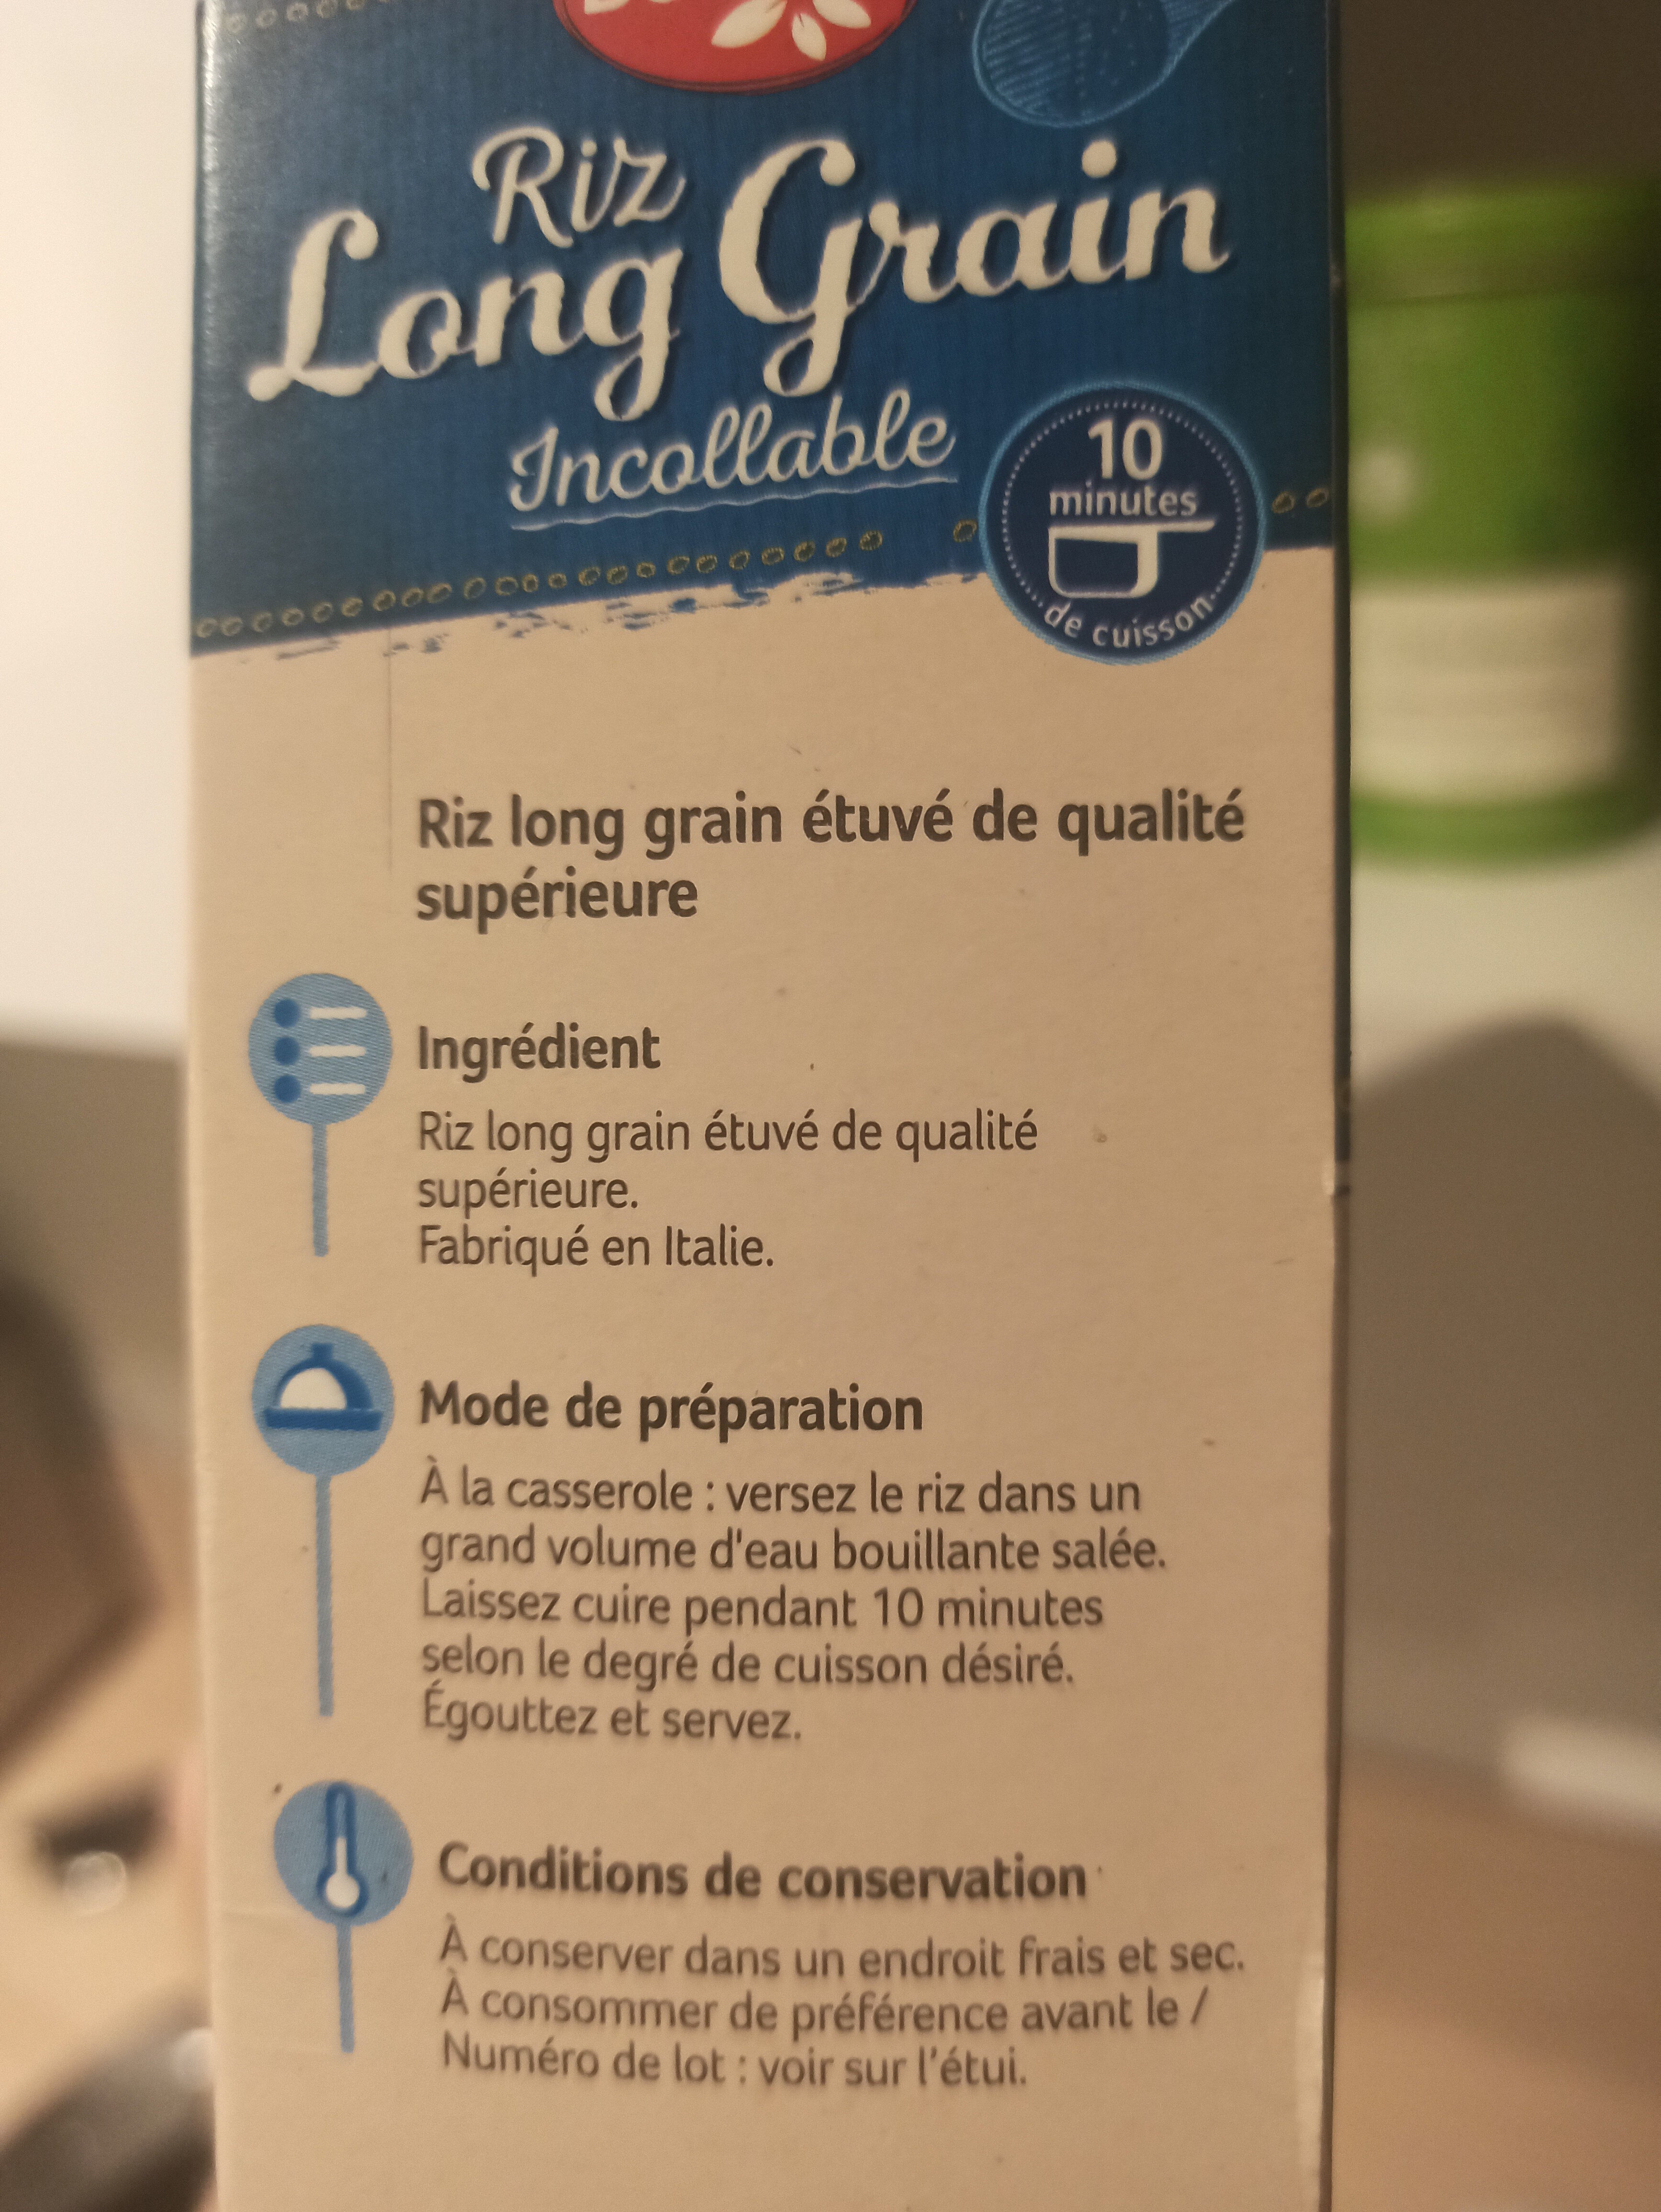 Riz
Long Grain
Incollable
10
minutes
de cuisson
Riz long grain étuvé de qualité
supérieure
Ingrédient
Riz long grain étuvé de qualité
supérieure.
Fabriqué en Italie.
Mode de préparation
À la casserole : versez le riz dans un
grand volume d'eau bouillante salée.
Laissez cuire pendant 10 minutes
selon le degré de cuisson désiré.
Égouttez et servez.
Conditions de conservation
À conserver dans un endroit frais et sec.
À consommer de préférence avant le /
Numéro de lot : voir sur l'étui.